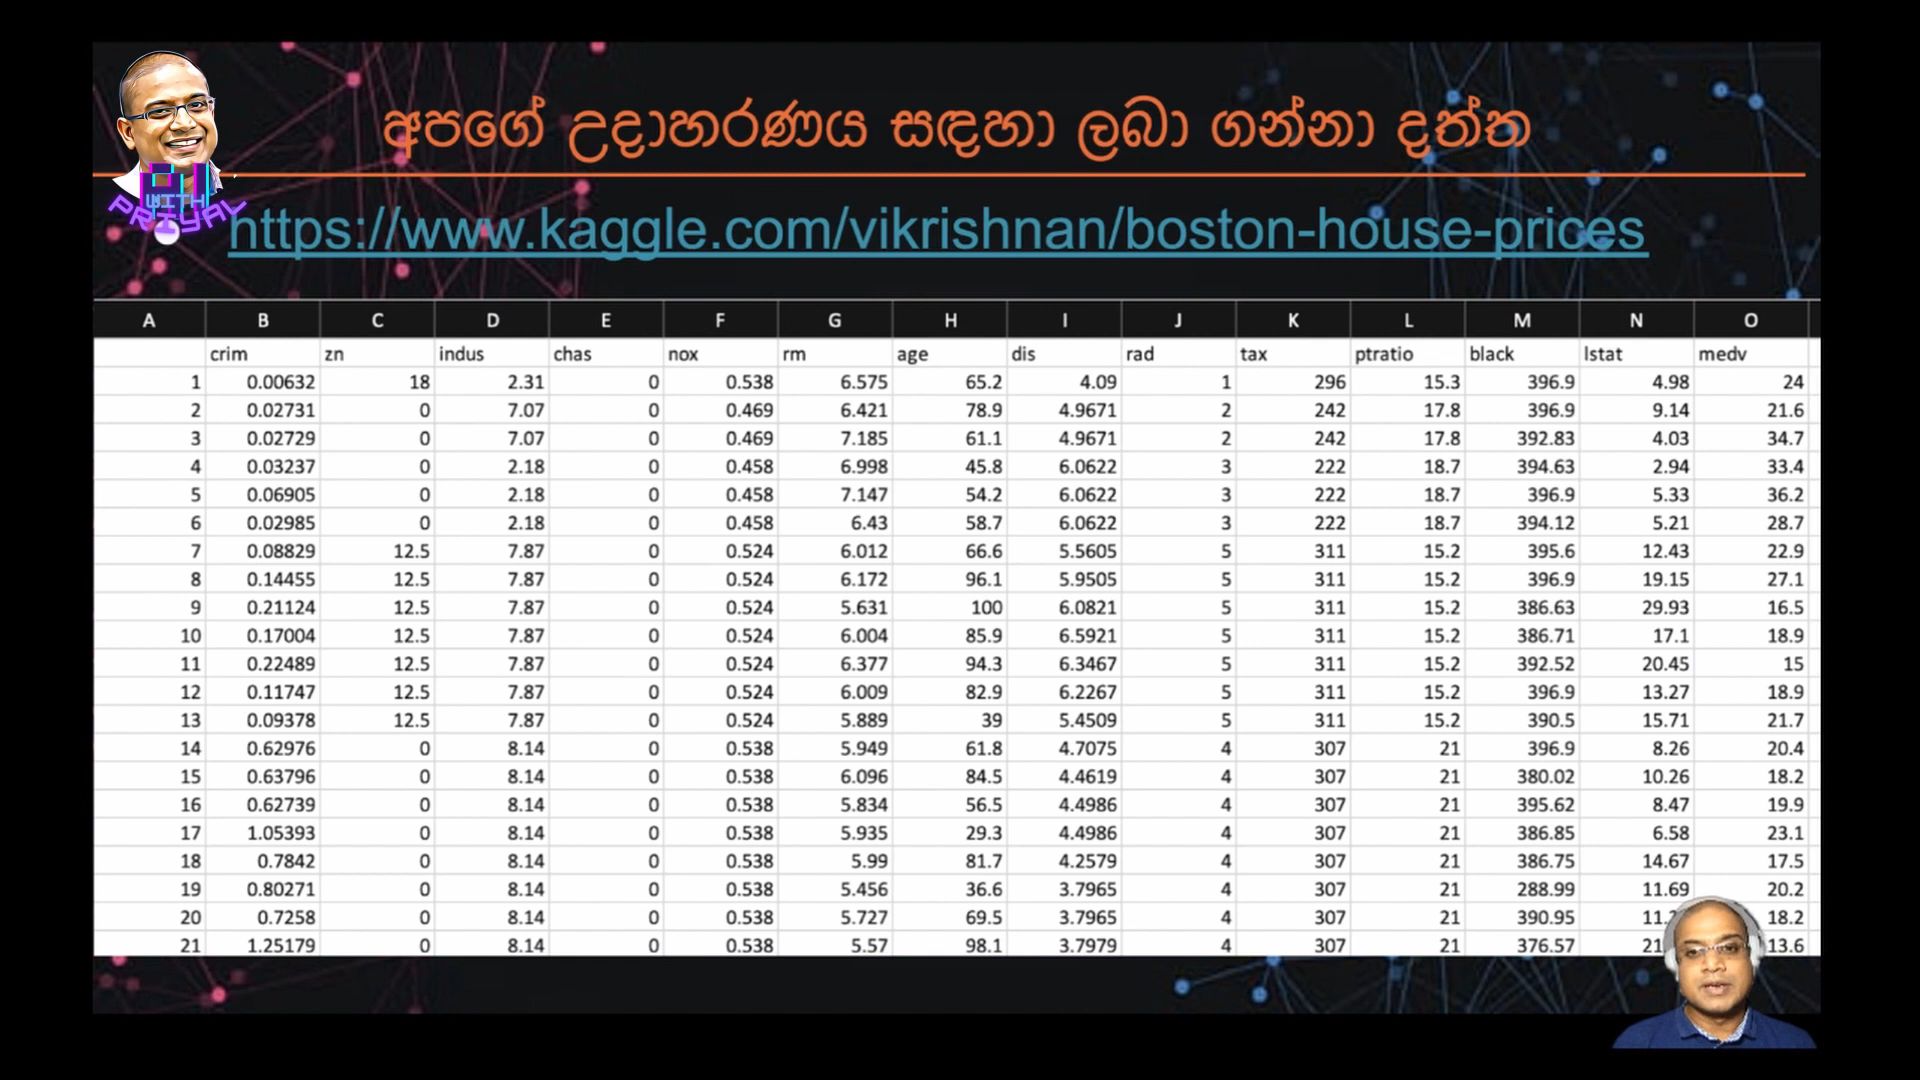 අපගේ උදාහරණය සඳහා ලබා ගන්නා දත්ත
WITH
PRIYAL
https://www.kaggle.com/vikrishnan/boston-house-prices
A B C D E F G H I J K L M N O
crim zn indus chas nox rm age dis rad tax ptratio black lstat medv
1 0.00632 18 2.31 0 0.538 6.575 65.2 4.09 1 296 15.3 396.9 4.98 24
2 0.02731 0 7.07 0 0.469 6.421 78.9 4.9671 2 242 17.8 396.9 9.14 21.6
3 0.02729 0 7.07 0 0.469 7.185 61.1 4.9671 2 242 17.8 392.83 4.03 34.7
4 0.03237 0 2.18 0 0.458 6.998 45.8 6.0622 3 222 18.7 394.63 2.94 33.4
5 0.06905 0 2.18 0 0.458 7.147 54.2 6.0622 3 222 18.7 396.9 5.33 36.2
6 0.02985 0 2.18 0 0.458 6.43 58.7 6.0622 3 222 18.7 394.12 5.21 28.7
7 0.08829 12.5 7.87 0 0.524 6.012 66.6 5.5605 5 311 15.2 395.6 12.43 22.9
8 0.14455 12.5 7.87 0 0.524 6.172 96.1 5.9505 5 311 15.2 396.9 19.15 27.1
9 0.21124 12.5 7.87 0 0.524 5.631 100 6.0821 5 311 15.2 386.63 29.93 16.5
10 0.17004 12.5 7.87 0 0.524 6.004 85.9 6.5921 5 311 15.2 386.71 17.1 18.9
11 0.22489 12.5 7.87 0 0.524 6.377 94.3 6.3467 5 311 15.2 392.52 20.45 15
12 0.11747 12.5 7.87 0 0.524 6.009 82.9 6.2267 5 311 15.2 396.9 13.27 18.9
13 0.09378 12.5 7.87 0 0.524 5.889 39 5.4509 5 311 15.2 390.5 15.71 21.7
14 0.62976 0 8.14 0 0.538 5.949 61.8 4.7075 4 307 21 396.9 8.26 20.4
15 0.63796 0 8.14 0 0.538 6.096 84.5 4.4619 4 307 21 380.02 10.26 18.2
16 0.62739 0 8.14 0 0.538 5.834 56.5 4.4986 4 307 21 395.62 8.47 19.9
17 1.05393 0 8.14 0 0.538 5.935 29.3 4.4986 4 307 21 386.85 6.58 23.1
18 0.7842 0 8.14 0 0.538 5.99 81.7 4.2579 4 307 21 386.75 14.67 17.5
19 0.80271 0 8.14 0 0.538 5.456 36.6 3.7965 4 307 21 288.99 11.69 20.2
20 0.7258 0 8.14 0 0.538 5.727 69.5 3.7965 4 307 21 390.95 18.2
21 1.25179 0 8.14 0 0.538 5.57 98.1 3.7979 4 307 21 376.57 13.6